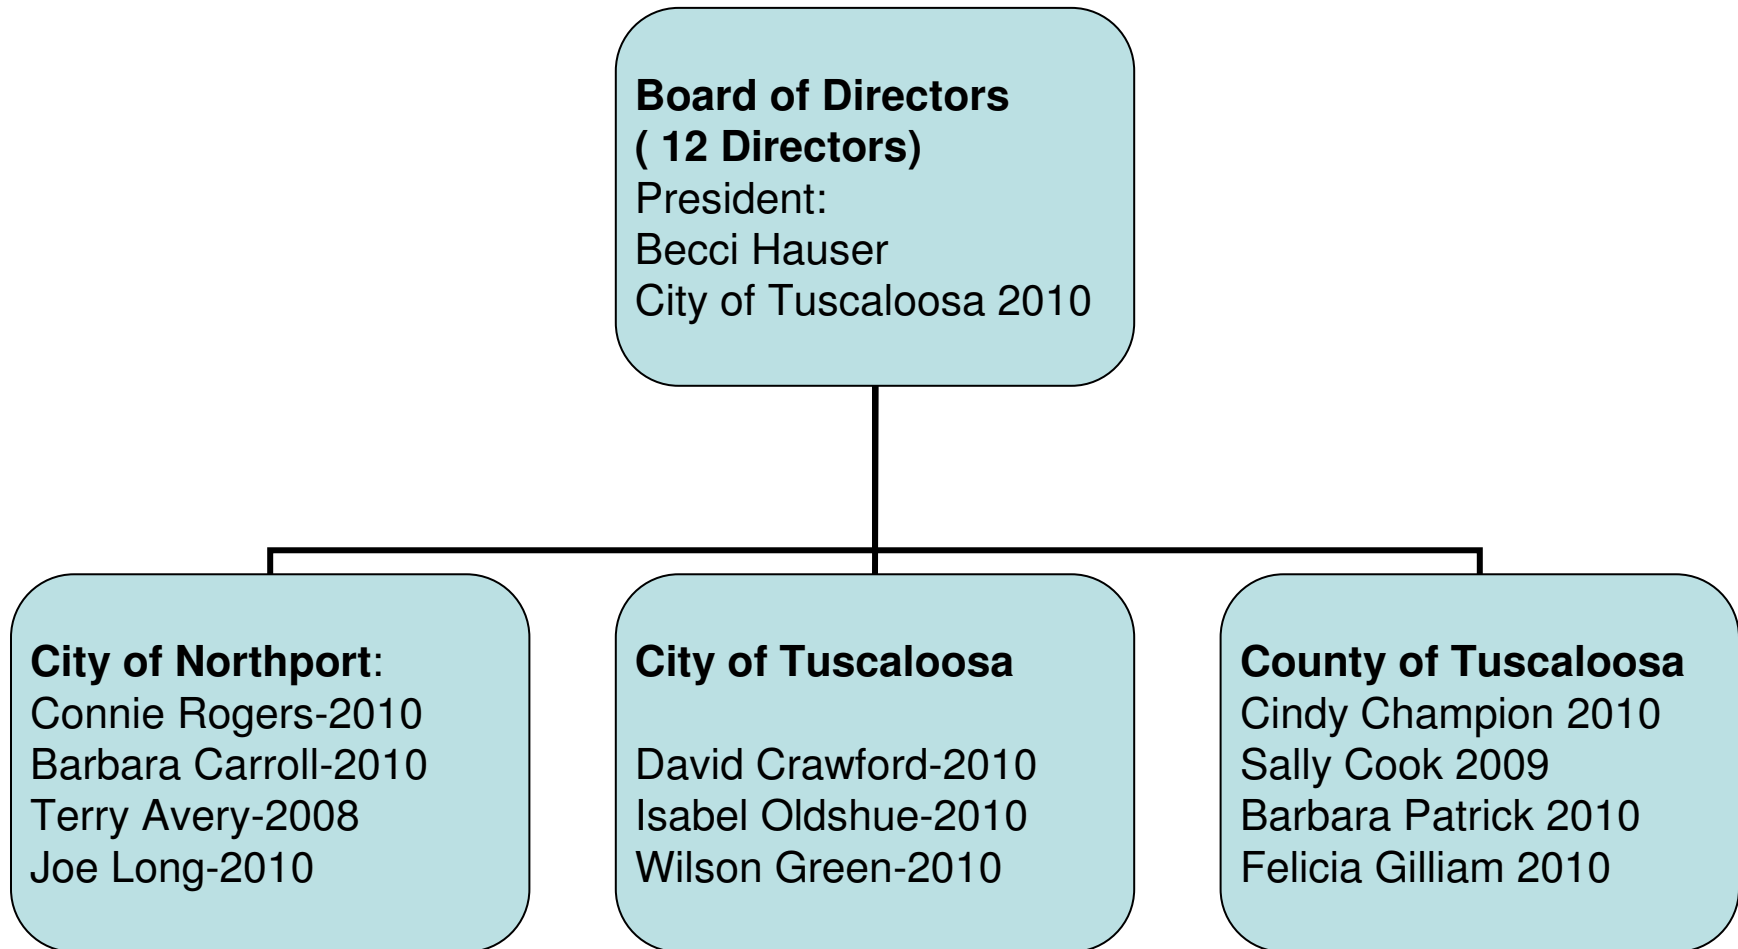 Board of Directors
( 12 Directors)
President:
Becci Hauser
City of Tuscaloosa 2010
City of Northport:
Connie Rogers-2010
Barbara Carroll-2010
Terry Avery-2008
Joe Long-2010
City of Tuscaloosa
David Crawford-2010
Isabel Oldshue-2010
Wilson Green-2010
County of Tuscaloosa
Cindy Champion 2010
Sally Cook 2009
Barbara Patrick 2010
Felicia Gilliam 2010